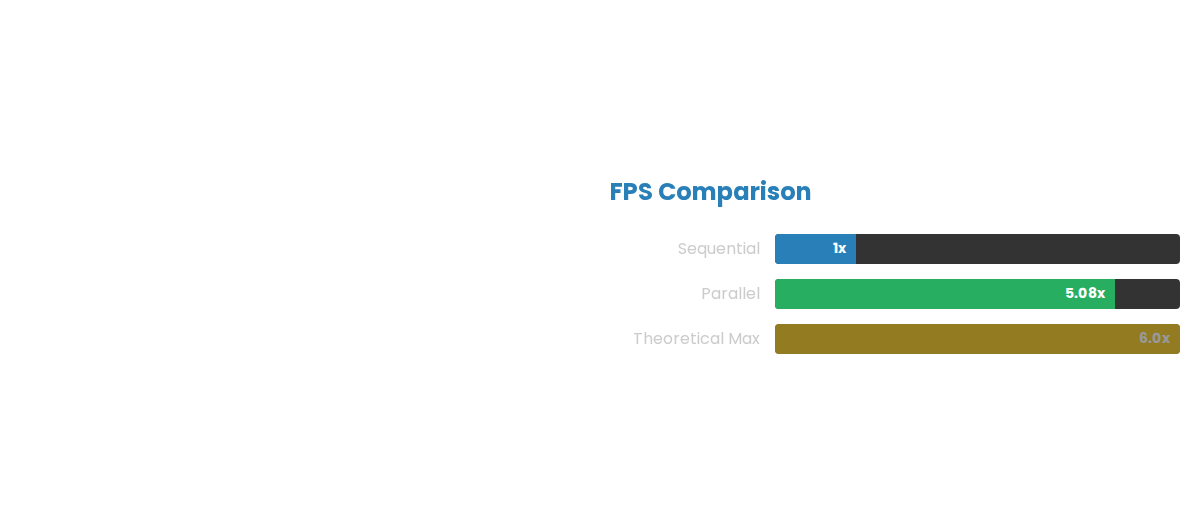 FPS Comparison
Sequential 1x
Parallel 5.08x
Theoretical Max 6.0x